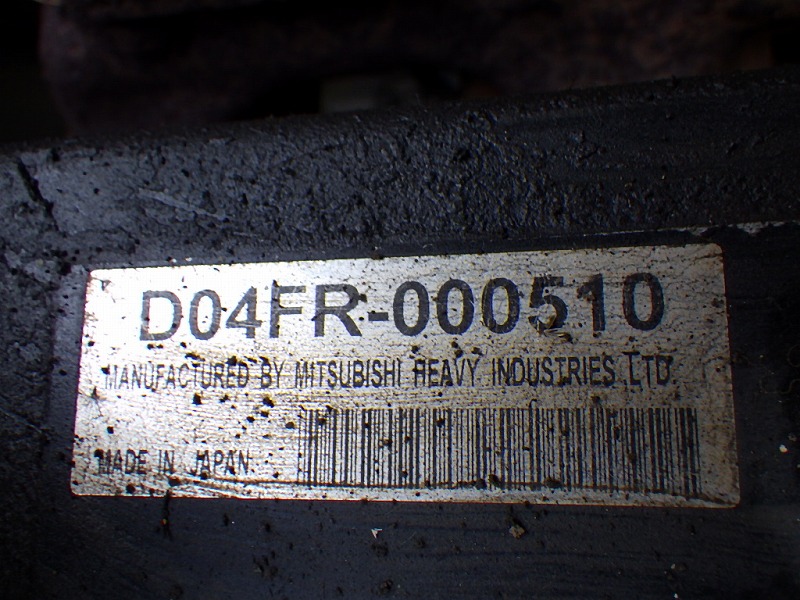 D04FR-000510
MANUFACTURED BY MITSUBISHI HEAVY INDUSTRIES LTD.
MADE IN JAPAN.